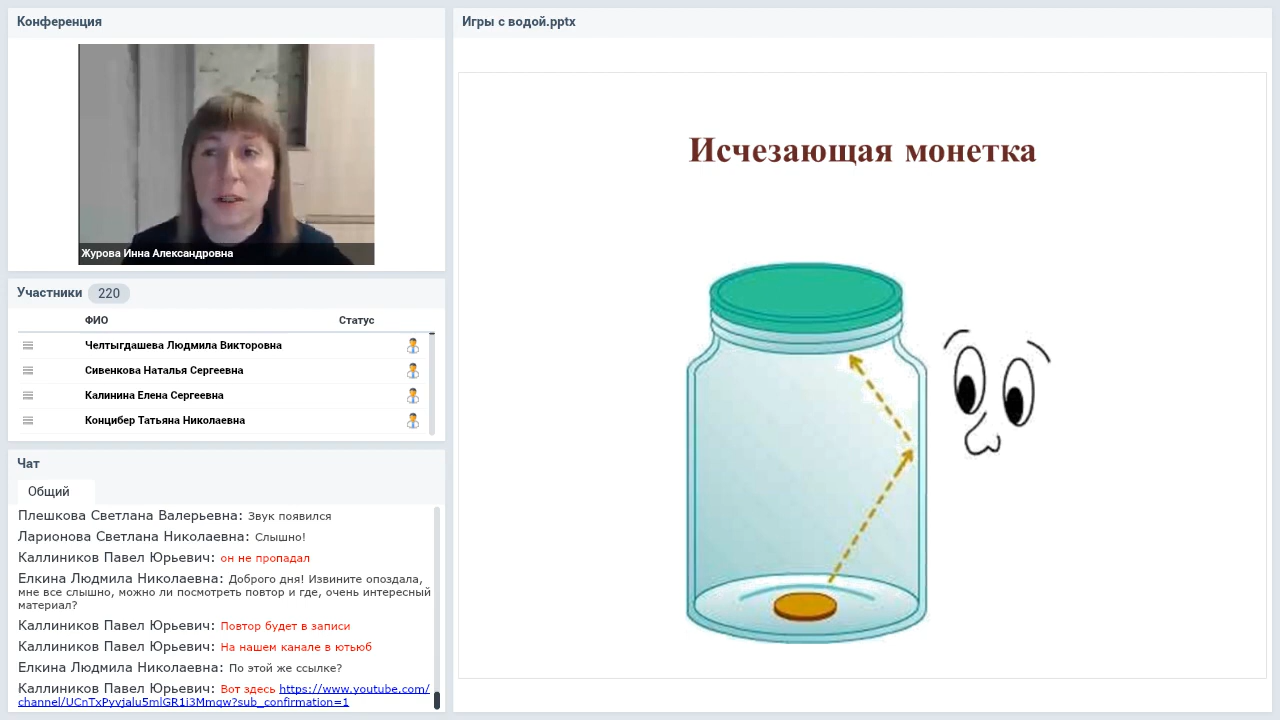 Конференция
Журова Инна Александровна
Участники 220
ФИО Статус
Челтыгдашева Людмила Викторовна
Сивенкова Наталья Сергеевна
Калинина Елена Сергеевна
Концибер Татьяна Николаевна
Чат
Общий
Плешкова Светлана Валерьевна: Звук появился
Ларионова Светлана Николаевна: Слышно!
Каллиников Павел Юрьевич: он не пропадал
Елкина Людмила Николаевна: Доброго дня! Извините опоздала,
мне все слышно, можно ли посмотреть повтор и где, очень интересный
материал?
Каллиников Павел Юрьевич: Повтор будет в записи
Каллиников Павел Юрьевич: На нашем канале в ютьюб
Елкина Людмила Николаевна: По этой же ссылке?
Каллиников Павел Юрьевич: Вот здесь https://www.youtube.com/
channel/UCnTxPyvjalu5mlGR1i3Mmqw?sub_confirmation=1
Игры с водой.pptx
Исчезающая монетка